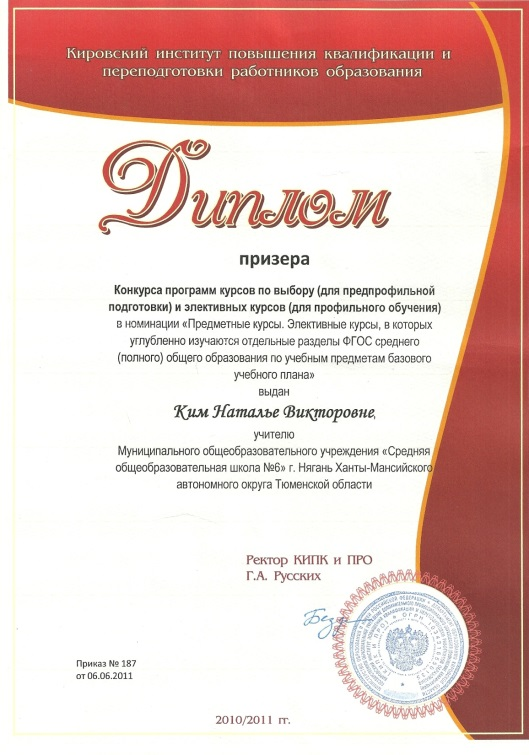 Кировский институт повышения квалификации и
переподготовки работников образования
Диплом
призера
Конкурса программ курсов по выбору (для предпрофильной
подготовки) и элективных курсов (для профильного обучения)
в номинации «Предметные курсы. Элективные курсы, в которых
углубленно изучаются отдельные разделы ФГОС среднего
(полного) общего образования по учебным предметам базового
учебного плана»
выдан
Ким Наталье Викторовне,
учителю
Муниципального общеобразовательного учреждения «Средняя
общеобразовательная школа №6» г. Нягань Ханты-Мансийского
автономного округа Тюменской области
Ректор КИПК и ПРО
Г.А. Русских
Приказ № 187
от 06.06.2011
2010/2011 гг.